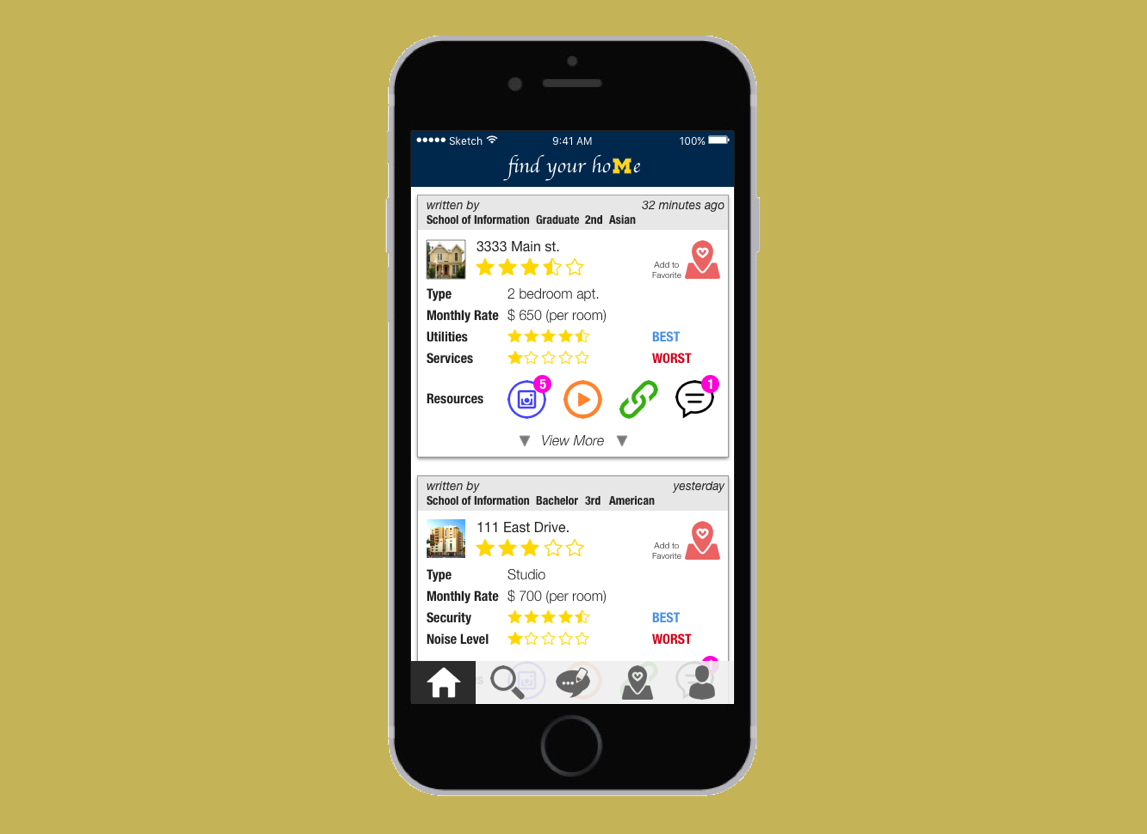 ●●●●● Sketch 9:41 AM 100%
find your hoMe
written by 32 minutes ago
School of Information Graduate 2nd Asian
3333 Main st.
Add to
Favorite
Type 2 bedroom apt.
Monthly Rate $ 650 (per room)
Utilities BEST
Services WORST
5 1
Resources
▼ View More ▼
written by yesterday
School of Information Bachelor 3rd American
111 East Drive.
Add to
Favorite
Type Studio
Monthly Rate $ 700 (per room)
Security BEST
Noise Level WORST